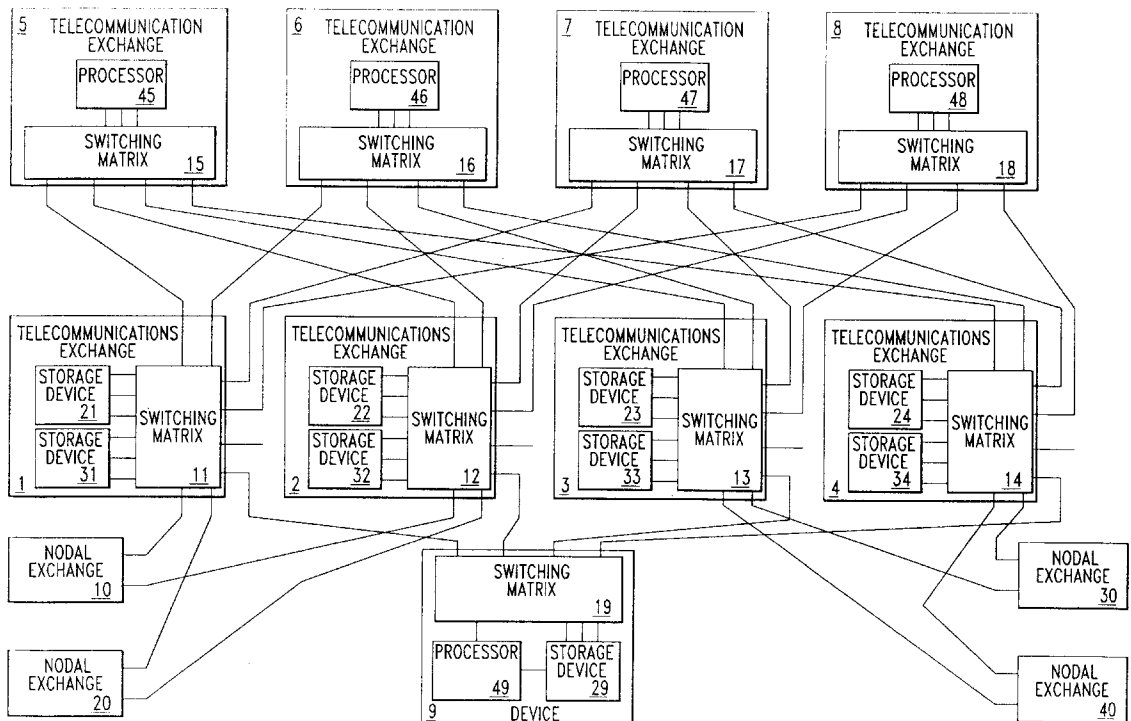 5 TELECOMMUNICATION
EXCHANGE
PROCESSOR
45
SWITCHING
MATRIX
15
6 TELECOMMUNICATION
EXCHANGE
PROCESSOR
46
SWITCHING
MATRIX
16
7 TELECOMMUNICATION
EXCHANGE
PROCESSOR
47
SWITCHING
MATRIX
17
8 TELECOMMUNICATION
EXCHANGE
PROCESSOR
48
SWITCHING
MATRIX
18
TELECOMMUNICATIONS
EXCHANGE
STORAGE
DEVICE
21
STORAGE
DEVICE
31
SWITCHING
MATRIX
11
1
TELECOMMUNICATIONS
EXCHANGE
STORAGE
DEVICE
22
STORAGE
DEVICE
32
SWITCHING
MATRIX
12
2
TELECOMMUNICATIONS
EXCHANGE
STORAGE
DEVICE
23
STORAGE
DEVICE
33
SWITCHING
MATRIX
13
3
TELECOMMUNICATIONS
EXCHANGE
STORAGE
DEVICE
24
STORAGE
DEVICE
34
SWITCHING
MATRIX
14
4
NODAL
EXCHANGE
10
NODAL
EXCHANGE
20
SWITCHING
MATRIX
19
PROCESSOR
49
STORAGE
DEVICE
29
9 DEVICE
NODAL
EXCHANGE
30
NODAL
EXCHANGE
40